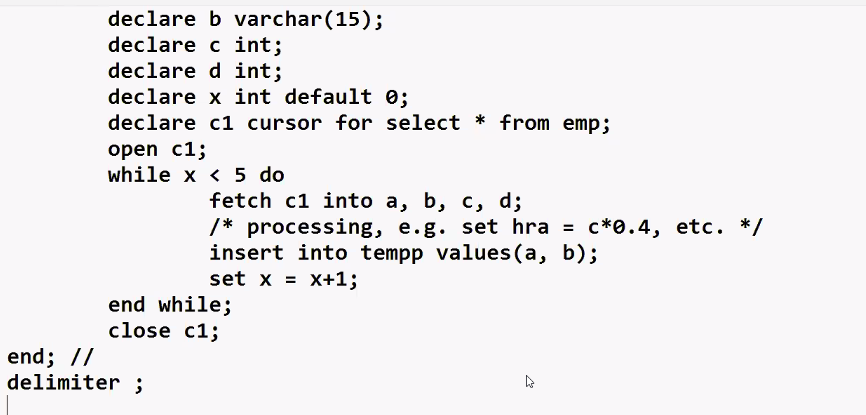 declare b varchar(15);
declare c int;
declare d int;
declare x int default 0;
declare c1 cursor for select * from emp;
open c1;
while x < 5 do
fetch c1 into a, b, c, d;
/* processing, e.g. set hra = c*0.4, etc. */
insert into tempp values(a, b);
set x = x+1;
end while;
close c1;
end; //
delimiter ;